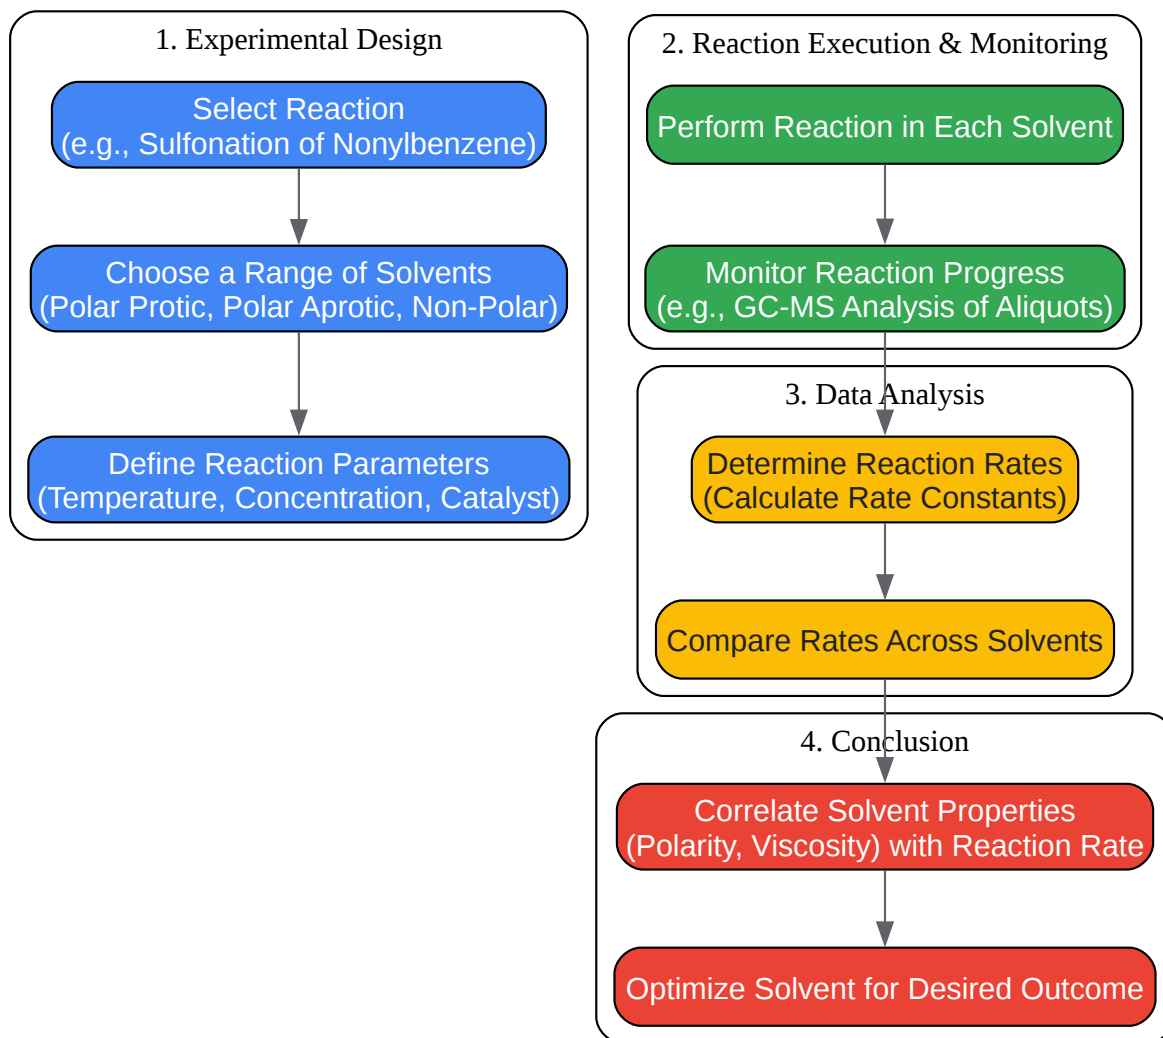 1. Experimental Design
Select Reaction
(e.g., Sulfonation of Nonylbenzene)
Choose a Range of Solvents
(Polar Protic, Polar Aprotic, Non-Polar)
Define Reaction Parameters
(Temperature, Concentration, Catalyst)
2. Reaction Execution & Monitoring
Perform Reaction in Each Solvent
Monitor Reaction Progress
(e.g., GC-MS Analysis of Aliquots)
3. Data Analysis
Determine Reaction Rates
(Calculate Rate Constants)
Compare Rates Across Solvents
4. Conclusion
Correlate Solvent Properties
(Polarity, Viscosity) with Reaction Rate
Optimize Solvent for Desired Outcome